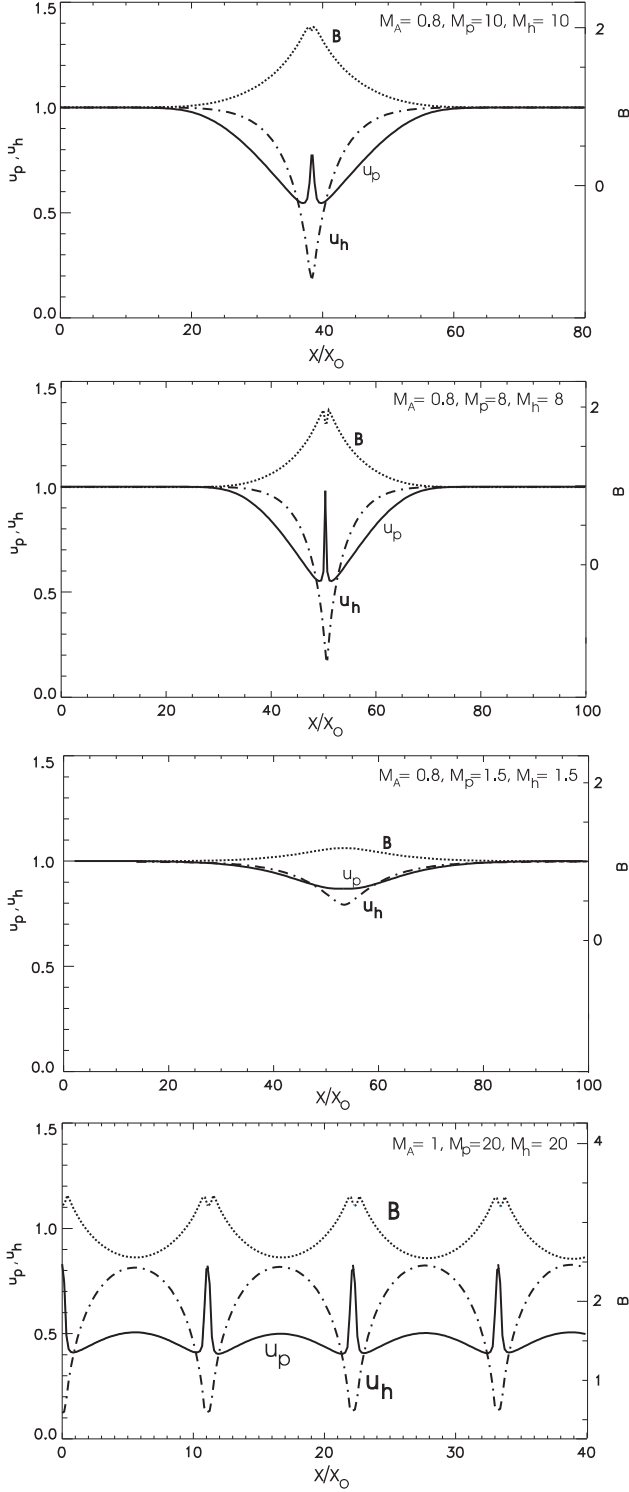 M_A= 0.8, M_p=10, M_h= 10
1.5
1.0
0.5
0.0
u_p, u_h
2
0
B
B
u_p
u_h
0 20 40 60 80
X/X_O
M_A= 0.8, M_p=8, M_h= 8
1.5
1.0
0.5
0.0
u_p, u_h
2
0
B
B
u_p
u_h
0 20 40 60 80 100
X/X_O
M_A= 0.8, M_p=1.5, M_h= 1.5
1.5
1.0
0.5
0.0
u_p, u_h
2
0
B
B
u_p
u_h
0 20 40 60 80 100
X/X_O
M_A= 1, M_p=20, M_h= 20
1.5
1.0
0.5
0.0
u_p, u_h
4
2
1
B
B
u_p
u_h
0 10 20 30 40
X/X_O